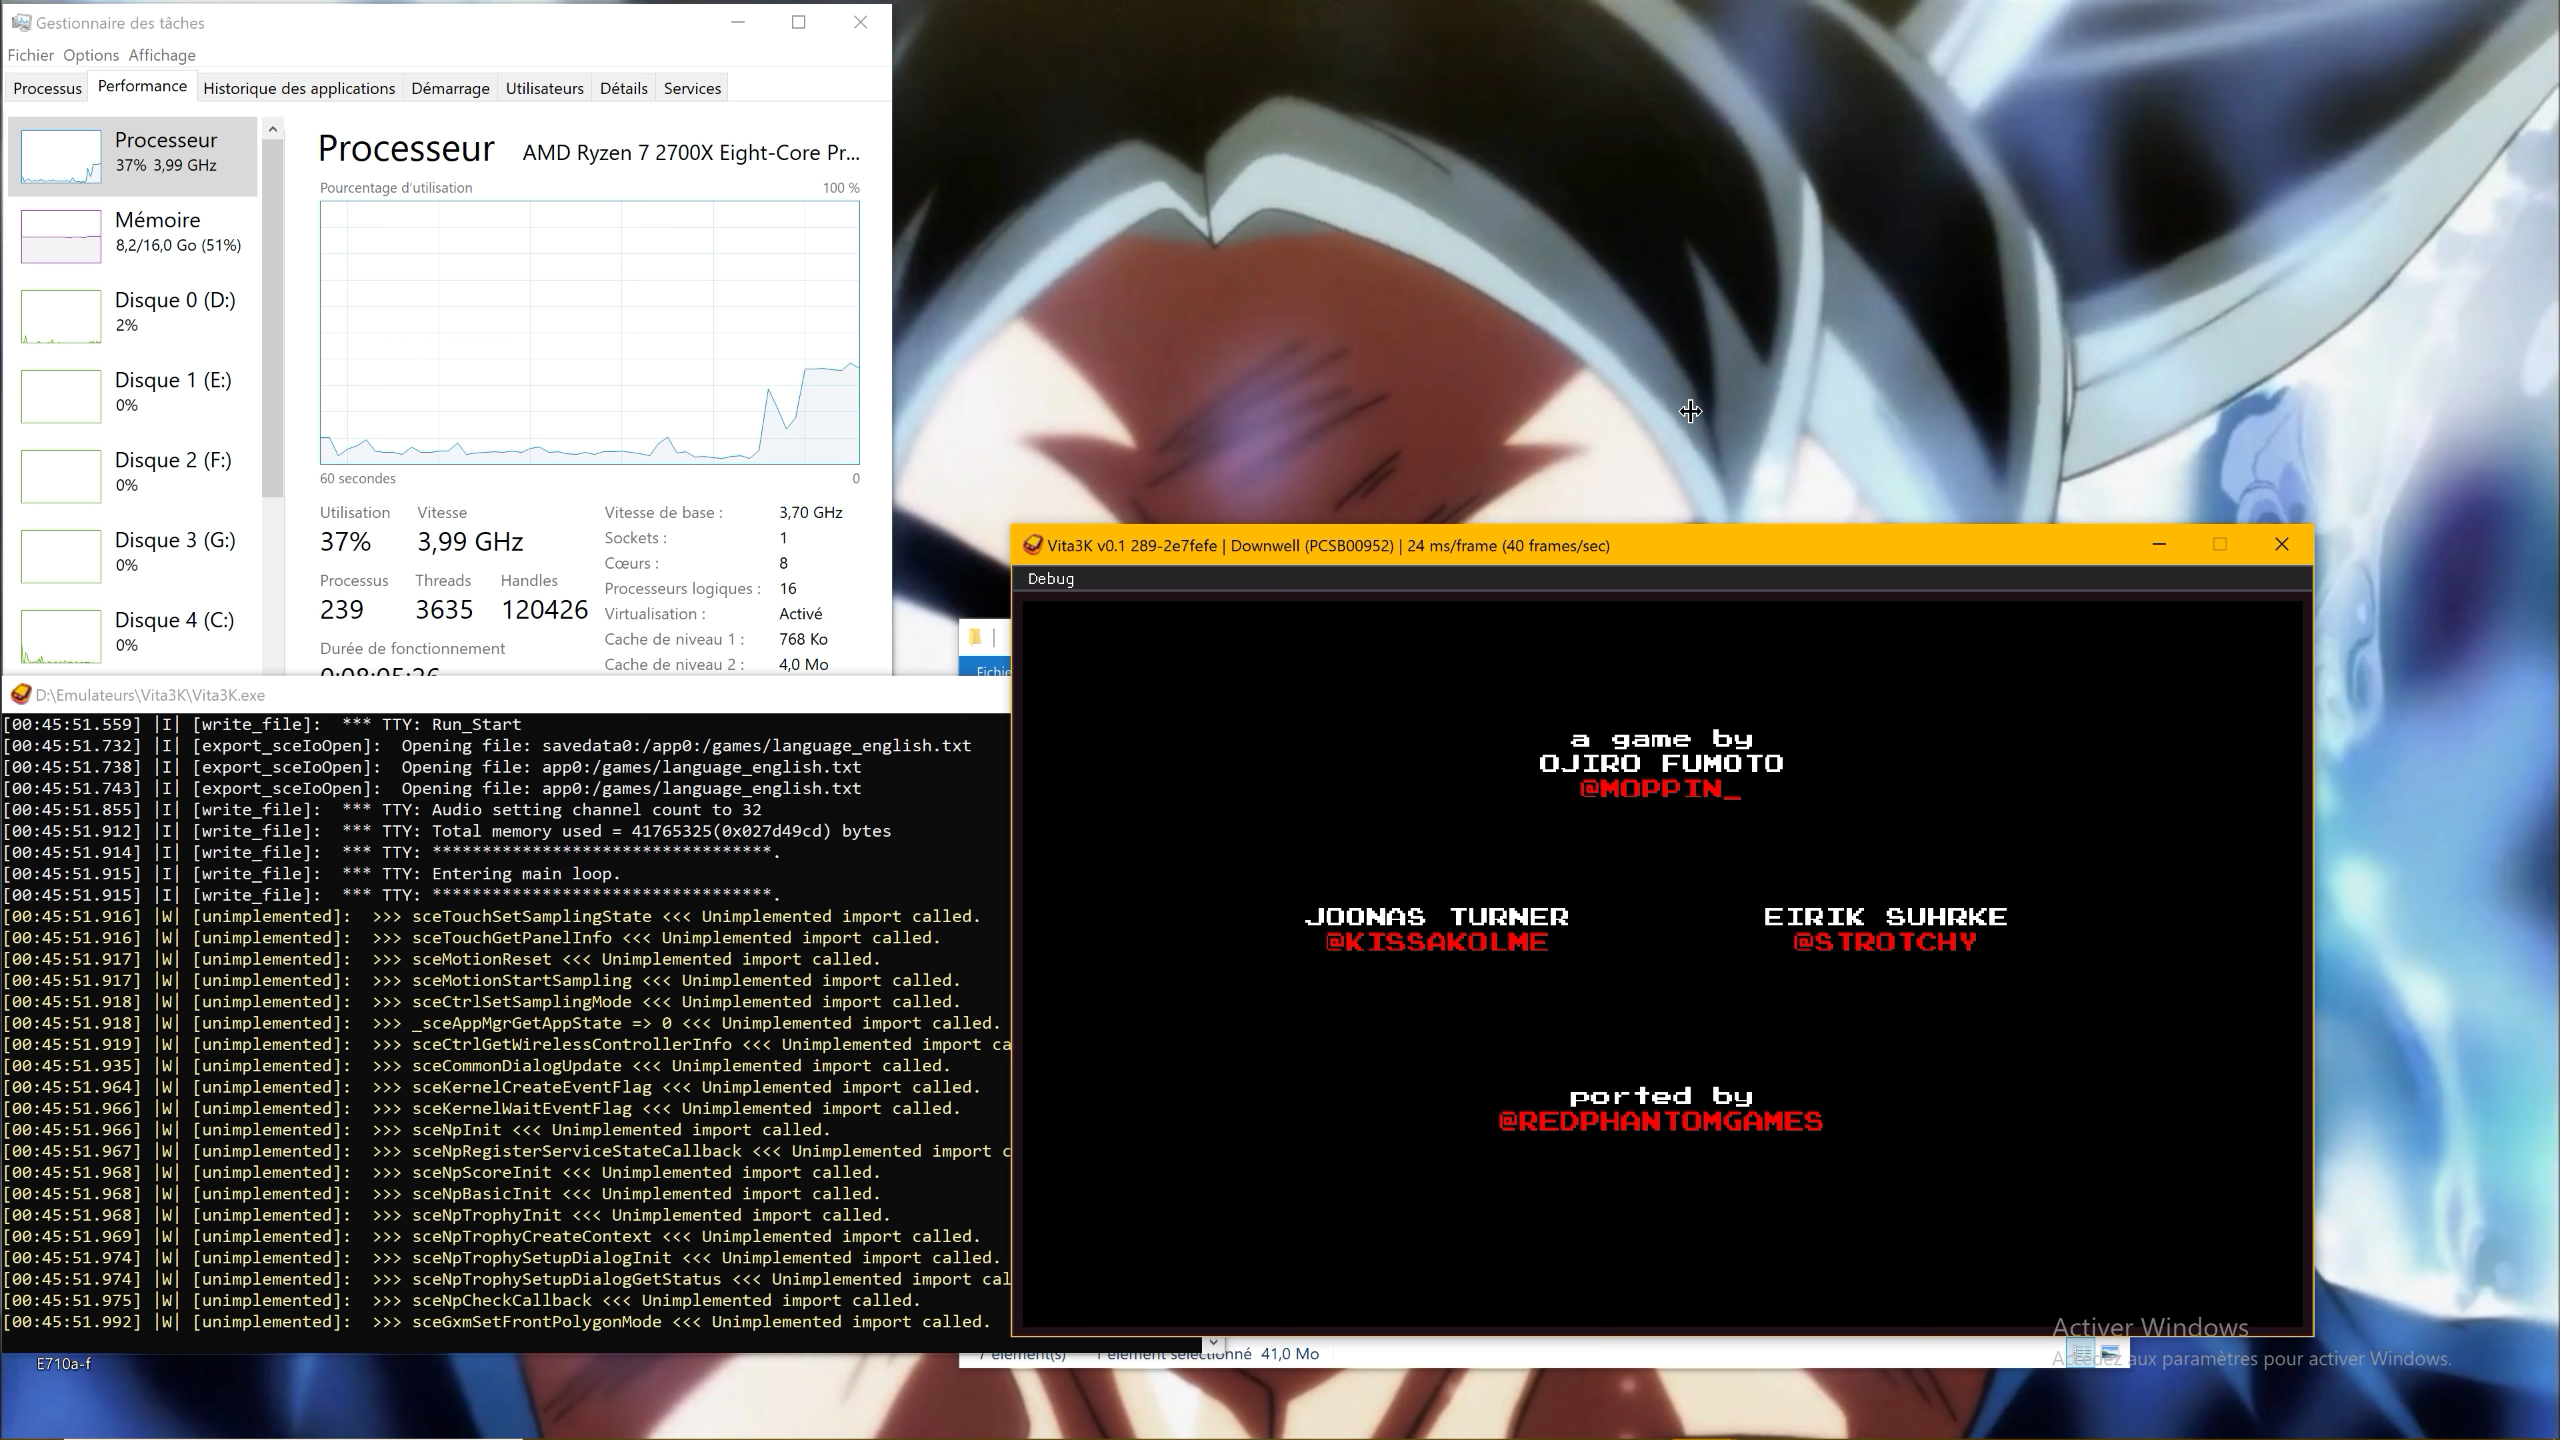 Gestionnaire des tâches
Fichier Options Affichage
Processus Performance Historique des applications Démarrage Utilisateurs Détails Services
Processeur
37% 3,99 GHz
Mémoire
8,2/16,0 Go (51%)
Disque 0 (D:)
2%
Disque 1 (E:)
0%
Disque 2 (F:)
0%
Disque 3 (G:)
0%
Disque 4 (C:)
0%
Processeur AMD Ryzen 7 2700X Eight-Core Pr...
Pourcentage d'utilisation 100 %
60 secondes 0
Utilisation Vitesse
37% 3,99 GHz
Processus Threads Handles
239 3635 120426
Durée de fonctionnement
Vitesse de base : 3,70 GHz
Sockets : 1
Cœurs : 8
Processeurs logiques : 16
Virtualisation : Activé
Cache de niveau 1 : 768 Ko
Cache de niveau 2 : 4,0 Mo
D:\Emulateurs\Vita3K\Vita3K.exe
[00:45:51.559] |I| [write_file]:  *** TTY: Run_Start
[00:45:51.732] |I| [export_sceIoOpen]:  Opening file: savedata0:/app0:/games/language_english.txt
[00:45:51.738] |I| [export_sceIoOpen]:  Opening file: app0:/games/language_english.txt
[00:45:51.743] |I| [export_sceIoOpen]:  Opening file: app0:/games/language_english.txt
[00:45:51.855] |I| [write_file]:  *** TTY: Audio setting channel count to 32
[00:45:51.912] |I| [write_file]:  *** TTY: Total memory used = 41765325(0x027d49cd) bytes
[00:45:51.914] |I| [write_file]:  *** TTY: **********************************.
[00:45:51.915] |I| [write_file]:  *** TTY: Entering main loop.
[00:45:51.915] |I| [write_file]:  *** TTY: **********************************.
[00:45:51.916] |W| [unimplemented]:  >>> sceTouchSetSamplingState <<< Unimplemented import called.
[00:45:51.916] |W| [unimplemented]:  >>> sceTouchGetPanelInfo <<< Unimplemented import called.
[00:45:51.917] |W| [unimplemented]:  >>> sceMotionReset <<< Unimplemented import called.
[00:45:51.917] |W| [unimplemented]:  >>> sceMotionStartSampling <<< Unimplemented import called.
[00:45:51.918] |W| [unimplemented]:  >>> sceCtrlSetSamplingMode <<< Unimplemented import called.
[00:45:51.918] |W| [unimplemented]:  >>> _sceAppMgrGetAppState => 0 <<< Unimplemented import called.
[00:45:51.919] |W| [unimplemented]:  >>> sceCtrlGetWirelessControllerInfo <<< Unimplemented import ca
[00:45:51.935] |W| [unimplemented]:  >>> sceCommonDialogUpdate <<< Unimplemented import called.
[00:45:51.964] |W| [unimplemented]:  >>> sceKernelCreateEventFlag <<< Unimplemented import called.
[00:45:51.966] |W| [unimplemented]:  >>> sceKernelWaitEventFlag <<< Unimplemented import called.
[00:45:51.966] |W| [unimplemented]:  >>> sceNpInit <<< Unimplemented import called.
[00:45:51.967] |W| [unimplemented]:  >>> sceNpRegisterServiceStateCallback <<< Unimplemented import c
[00:45:51.968] |W| [unimplemented]:  >>> sceNpScoreInit <<< Unimplemented import called.
[00:45:51.968] |W| [unimplemented]:  >>> sceNpBasicInit <<< Unimplemented import called.
[00:45:51.968] |W| [unimplemented]:  >>> sceNpTrophyInit <<< Unimplemented import called.
[00:45:51.969] |W| [unimplemented]:  >>> sceNpTrophyCreateContext <<< Unimplemented import called.
[00:45:51.974] |W| [unimplemented]:  >>> sceNpTrophySetupDialogInit <<< Unimplemented import called.
[00:45:51.974] |W| [unimplemented]:  >>> sceNpTrophySetupDialogGetStatus <<< Unimplemented import cal
[00:45:51.975] |W| [unimplemented]:  >>> sceNpCheckCallback <<< Unimplemented import called.
[00:45:51.992] |W| [unimplemented]:  >>> sceGxmSetFrontPolygonMode <<< Unimplemented import called.
E710a-f
Fichie
Vita3K v0.1 289-2e7fefe | Downwell (PCSB00952) | 24 ms/frame (40 frames/sec)
Debug
a game by
OJIRO FUMOTO
@MOPPIN_
JOONAS TURNER EIRIK SUHRKE
@KISSAKOLME @STROTCHY
ported by
@REDPHANTOMGAMES
7 élément(s) 1 élément sélectionné 41,0 Mo
Activer Windows
Accédez aux paramètres pour activer Windows.